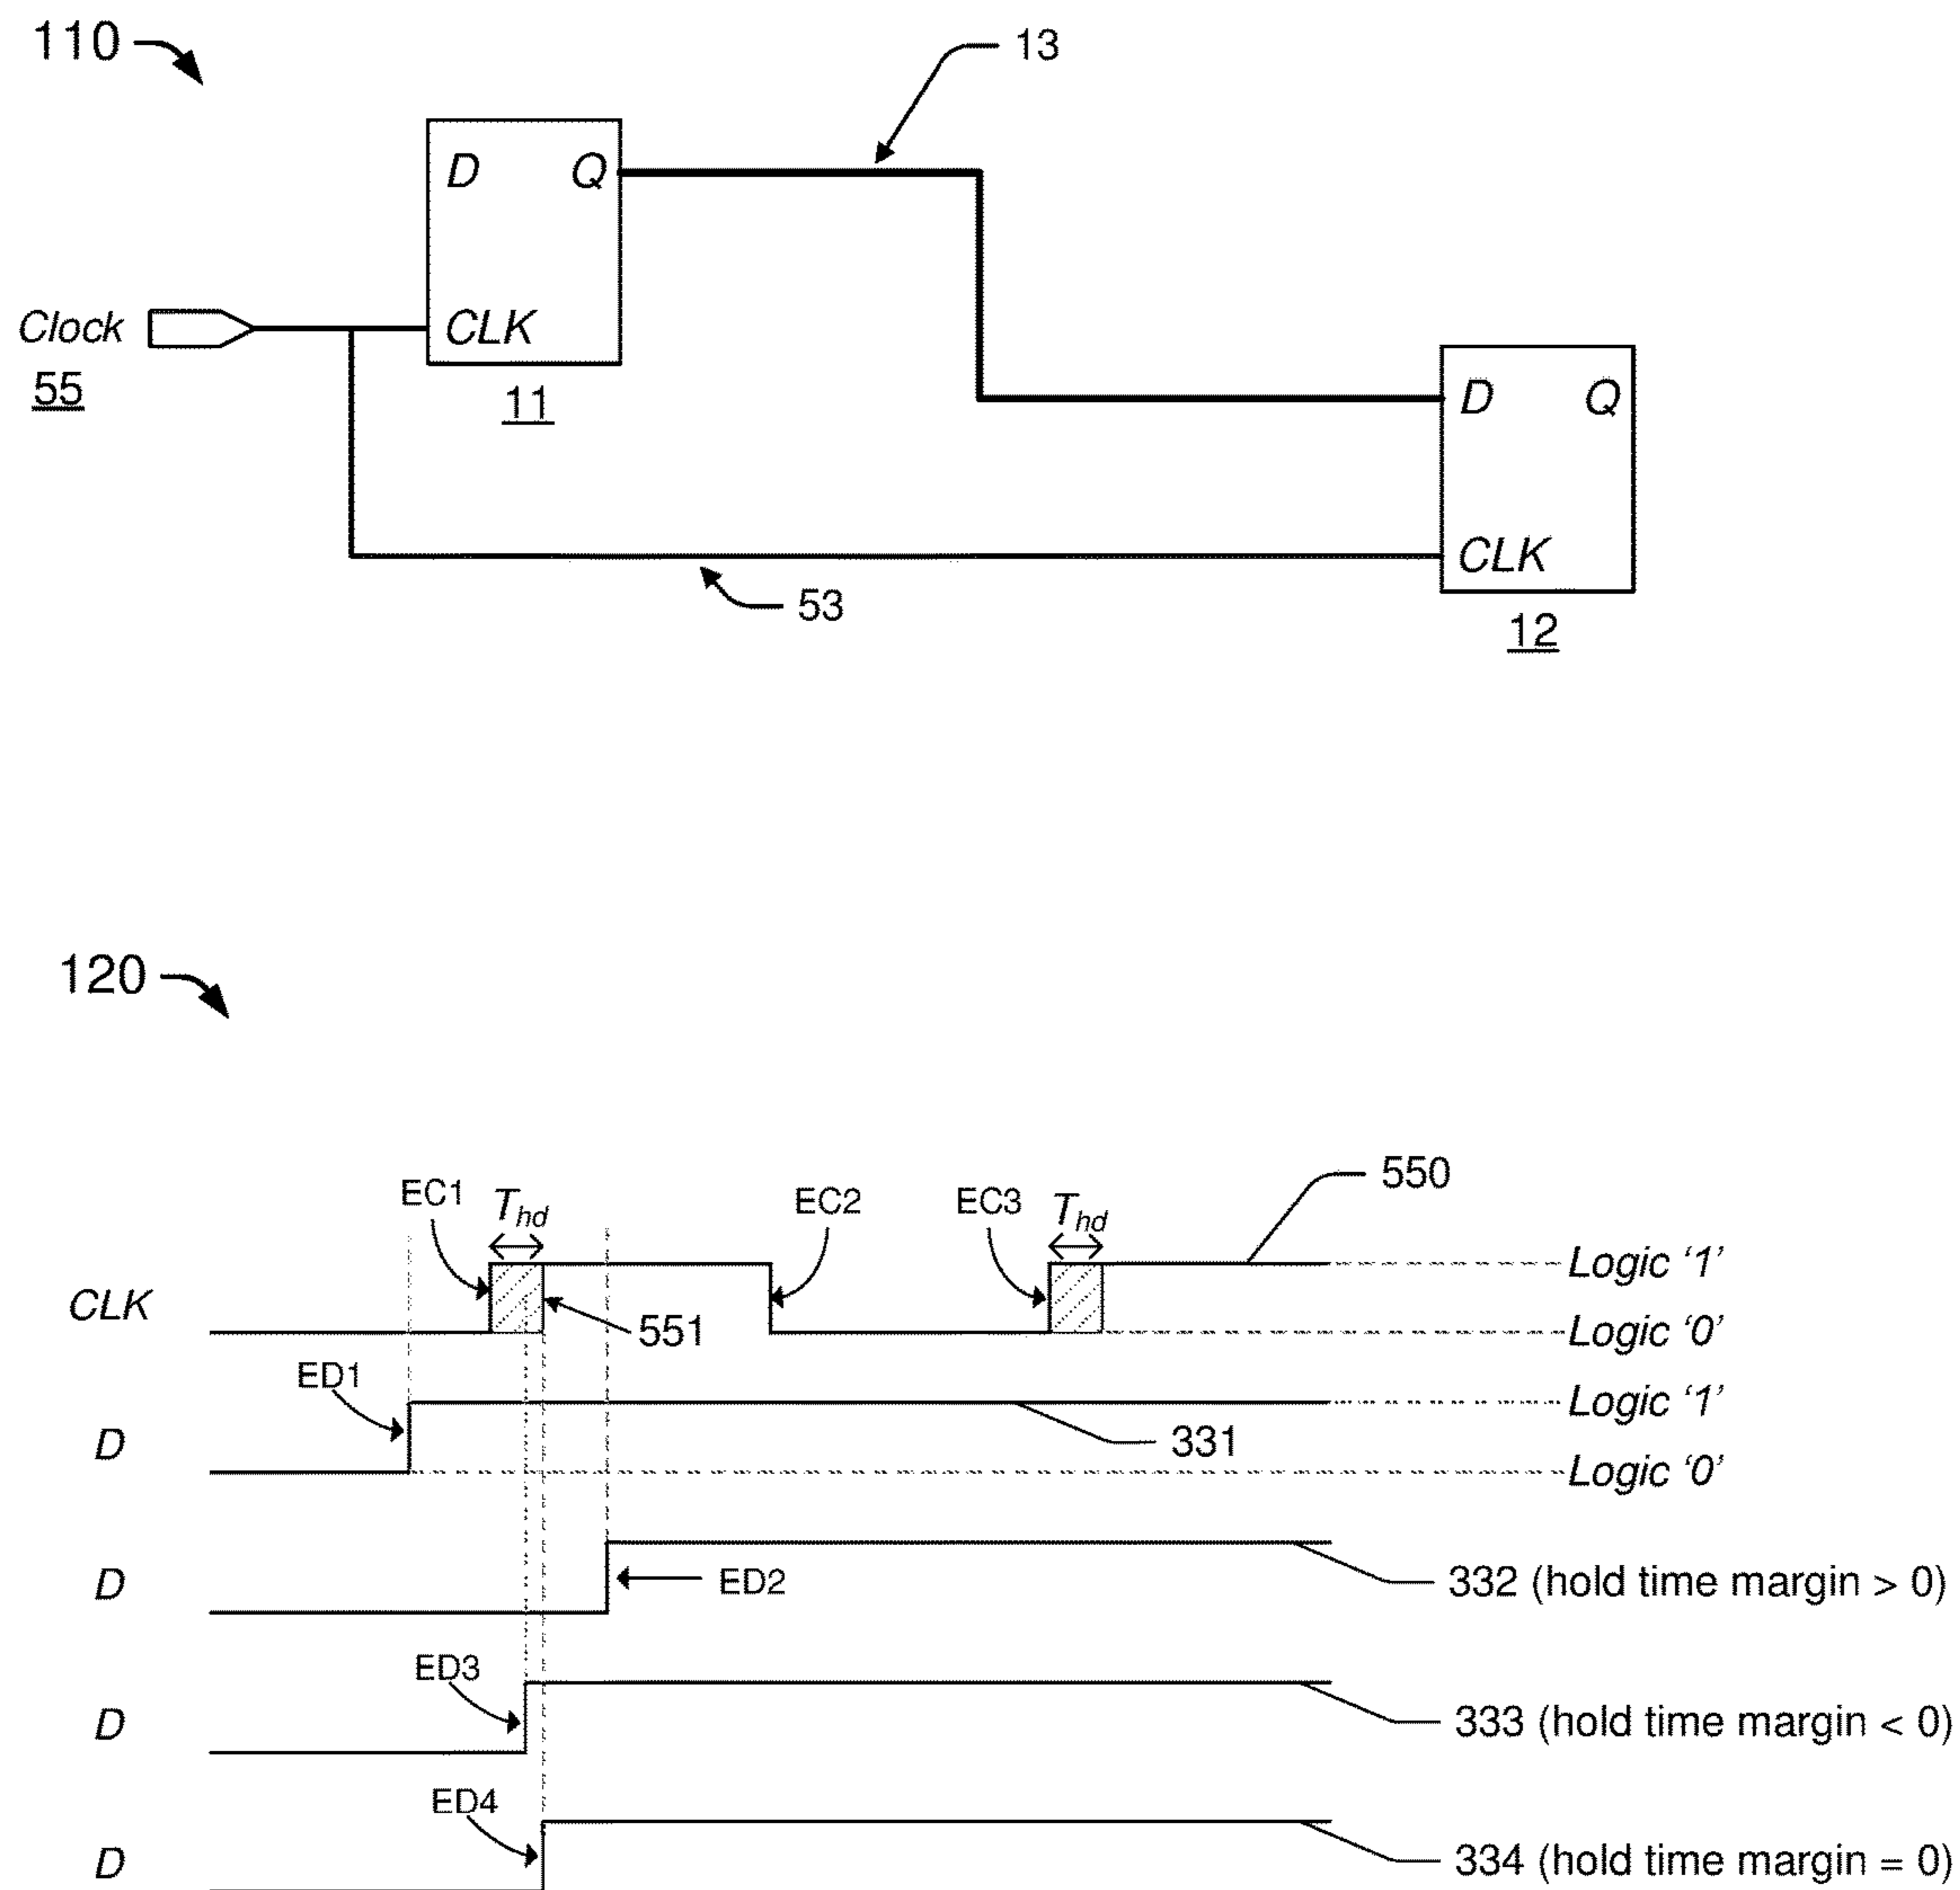 110
13
D Q
Clock
CLK
55
11
D Q
CLK
53
12
120
EC1
T_hd
EC2
EC3
T_hd
550
Logic ‘1’
CLK
551
Logic ‘0’
ED1
Logic ‘1’
D
331
Logic ‘0’
D
ED2
332 (hold time margin > 0)
ED3
D
333 (hold time margin < 0)
ED4
D
334 (hold time margin = 0)